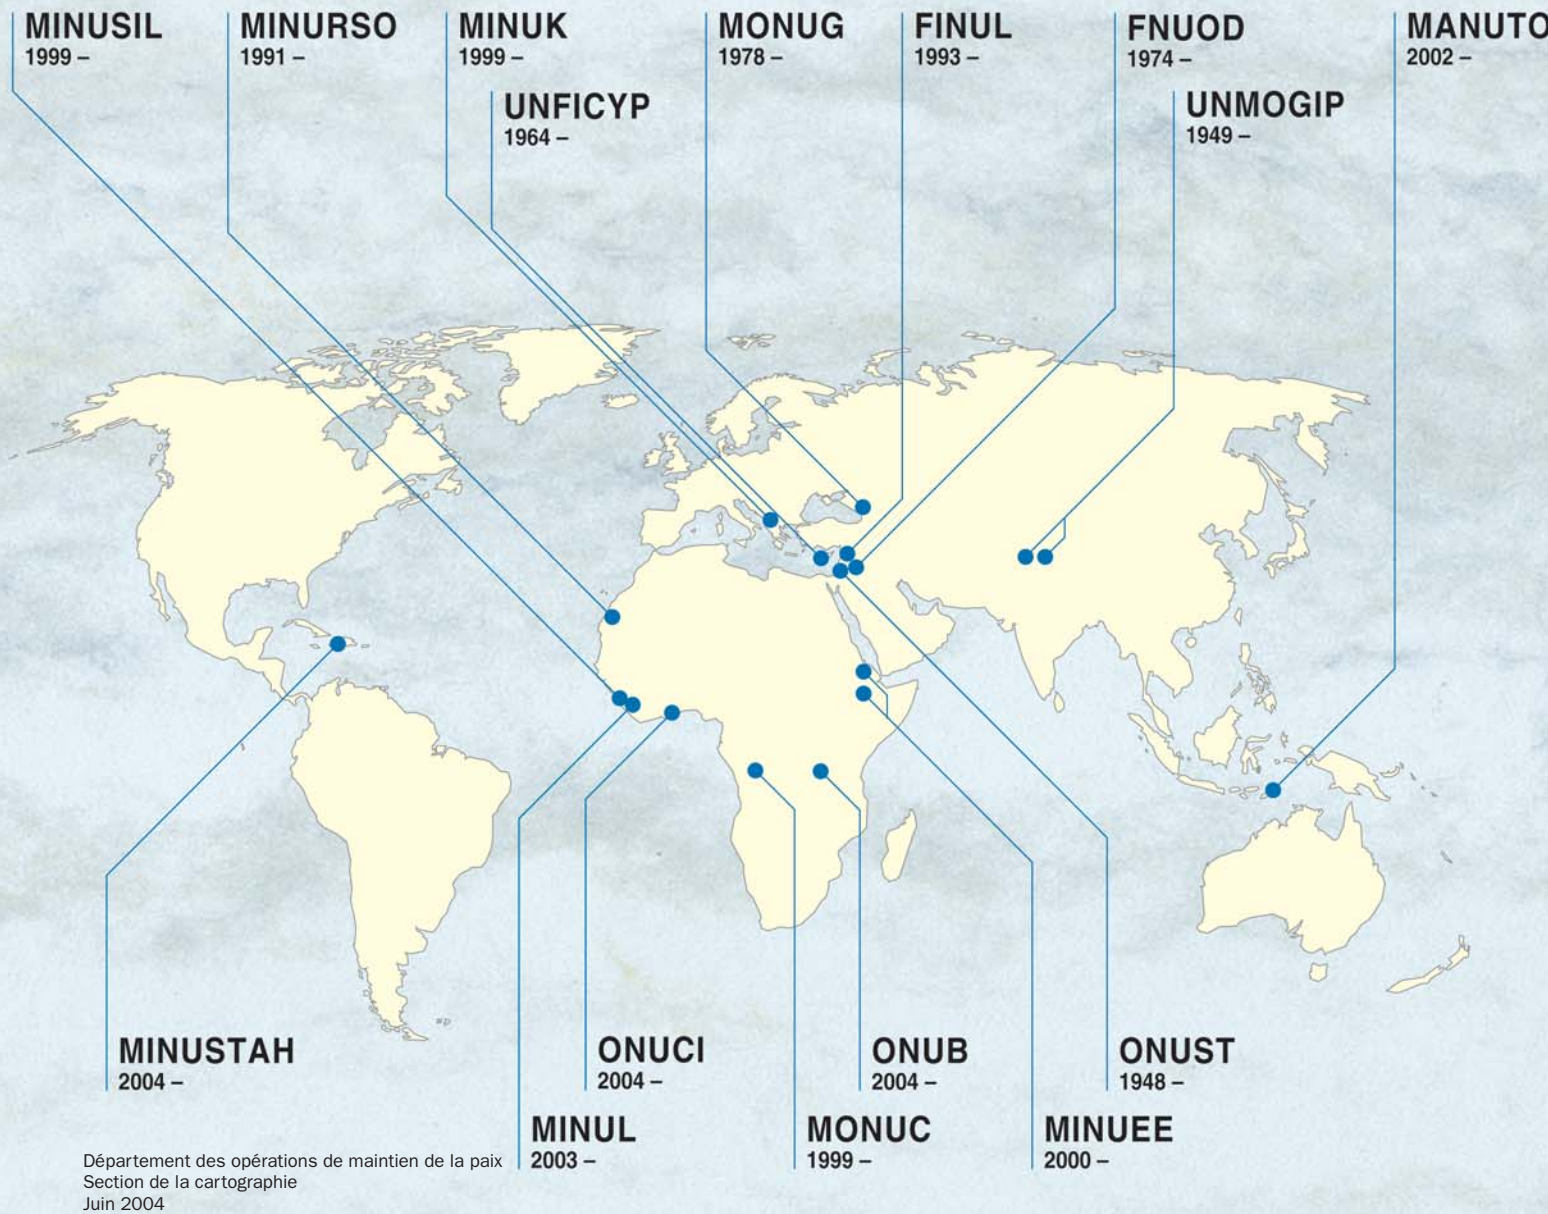 MINUSIL
1999 –
MINURSO
1991 –
MINUK
1999 –
MONUG
1978 –
FINUL
1993 –
FNUOD
1974 –
MANUTO
2002 –
UNFICYP
1964 –
UNMOGIP
1949 –
MINUSTAH
2004 –
ONUCI
2004 –
ONUB
2004 –
ONUST
1948 –
MINUL
2003 –
MONUC
1999 –
MINUEE
2000 –
Département des opérations de maintien de la paix
Section de la cartographie
Juin 2004